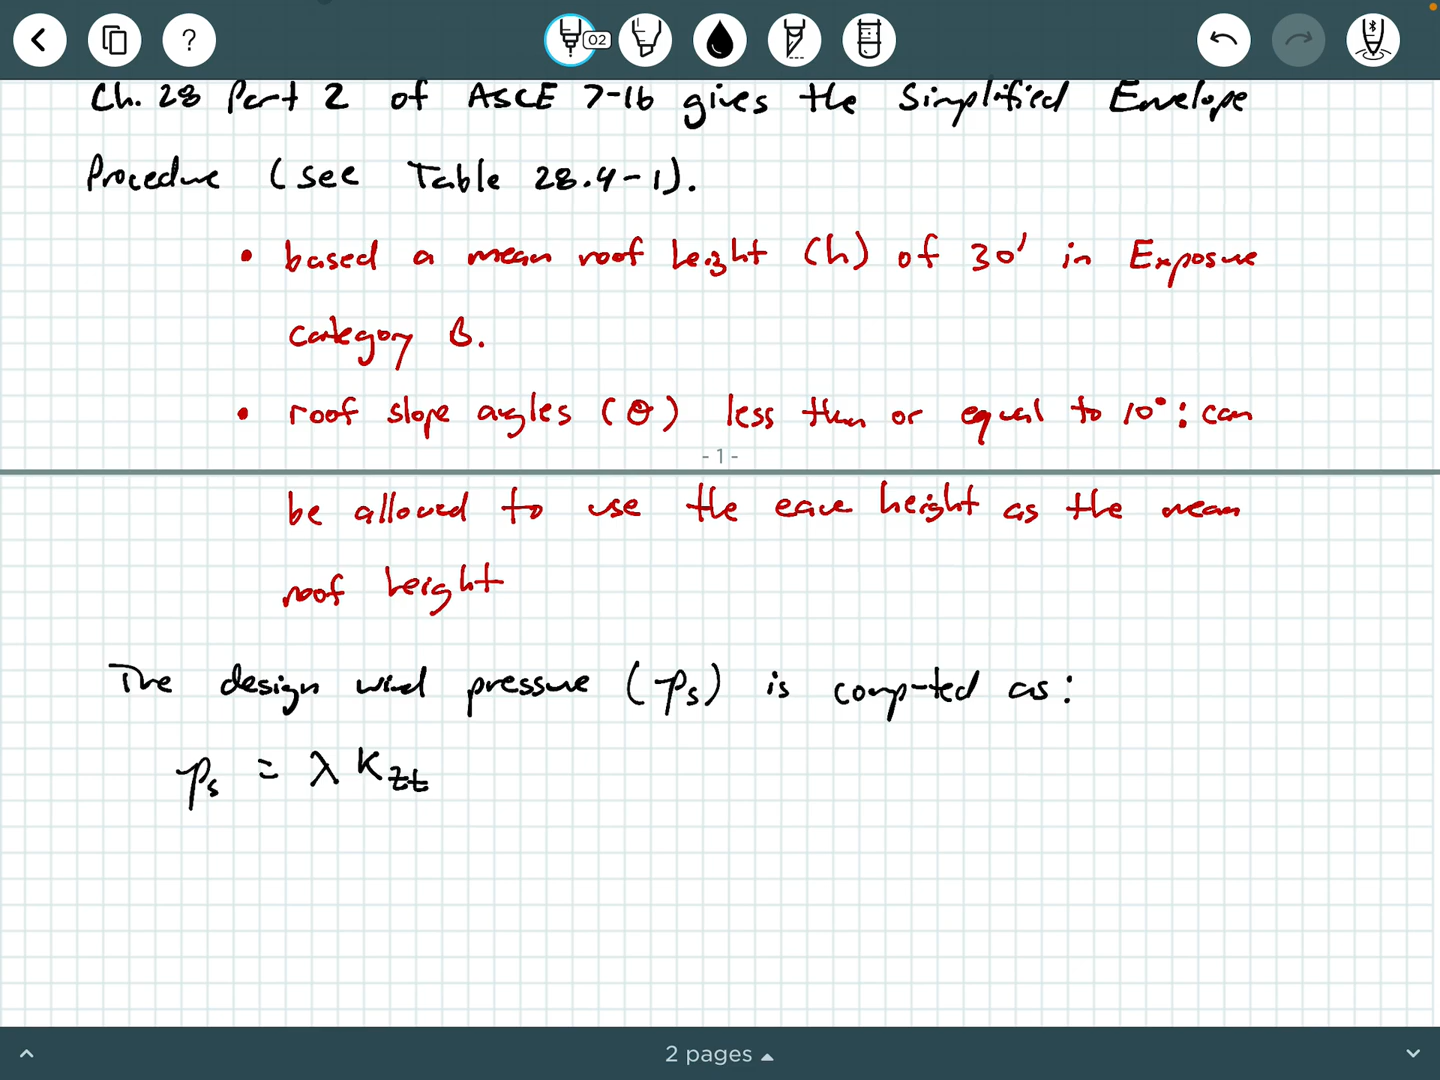 ?
02
Ch. 28 Part 2 of ASCE 7-16 gives the Simplified Envelope
Procedure (see Table 28.4-1).
• based a mean roof height (h) of 30' in Exposure
category B.
• roof slope angles (θ) less than or equal to 10°: can
- 1 -
be allowed to use the eave height as the mean
roof height
The design wind pressure (ps) is computed as:
ps = λ Kzt
2 pages